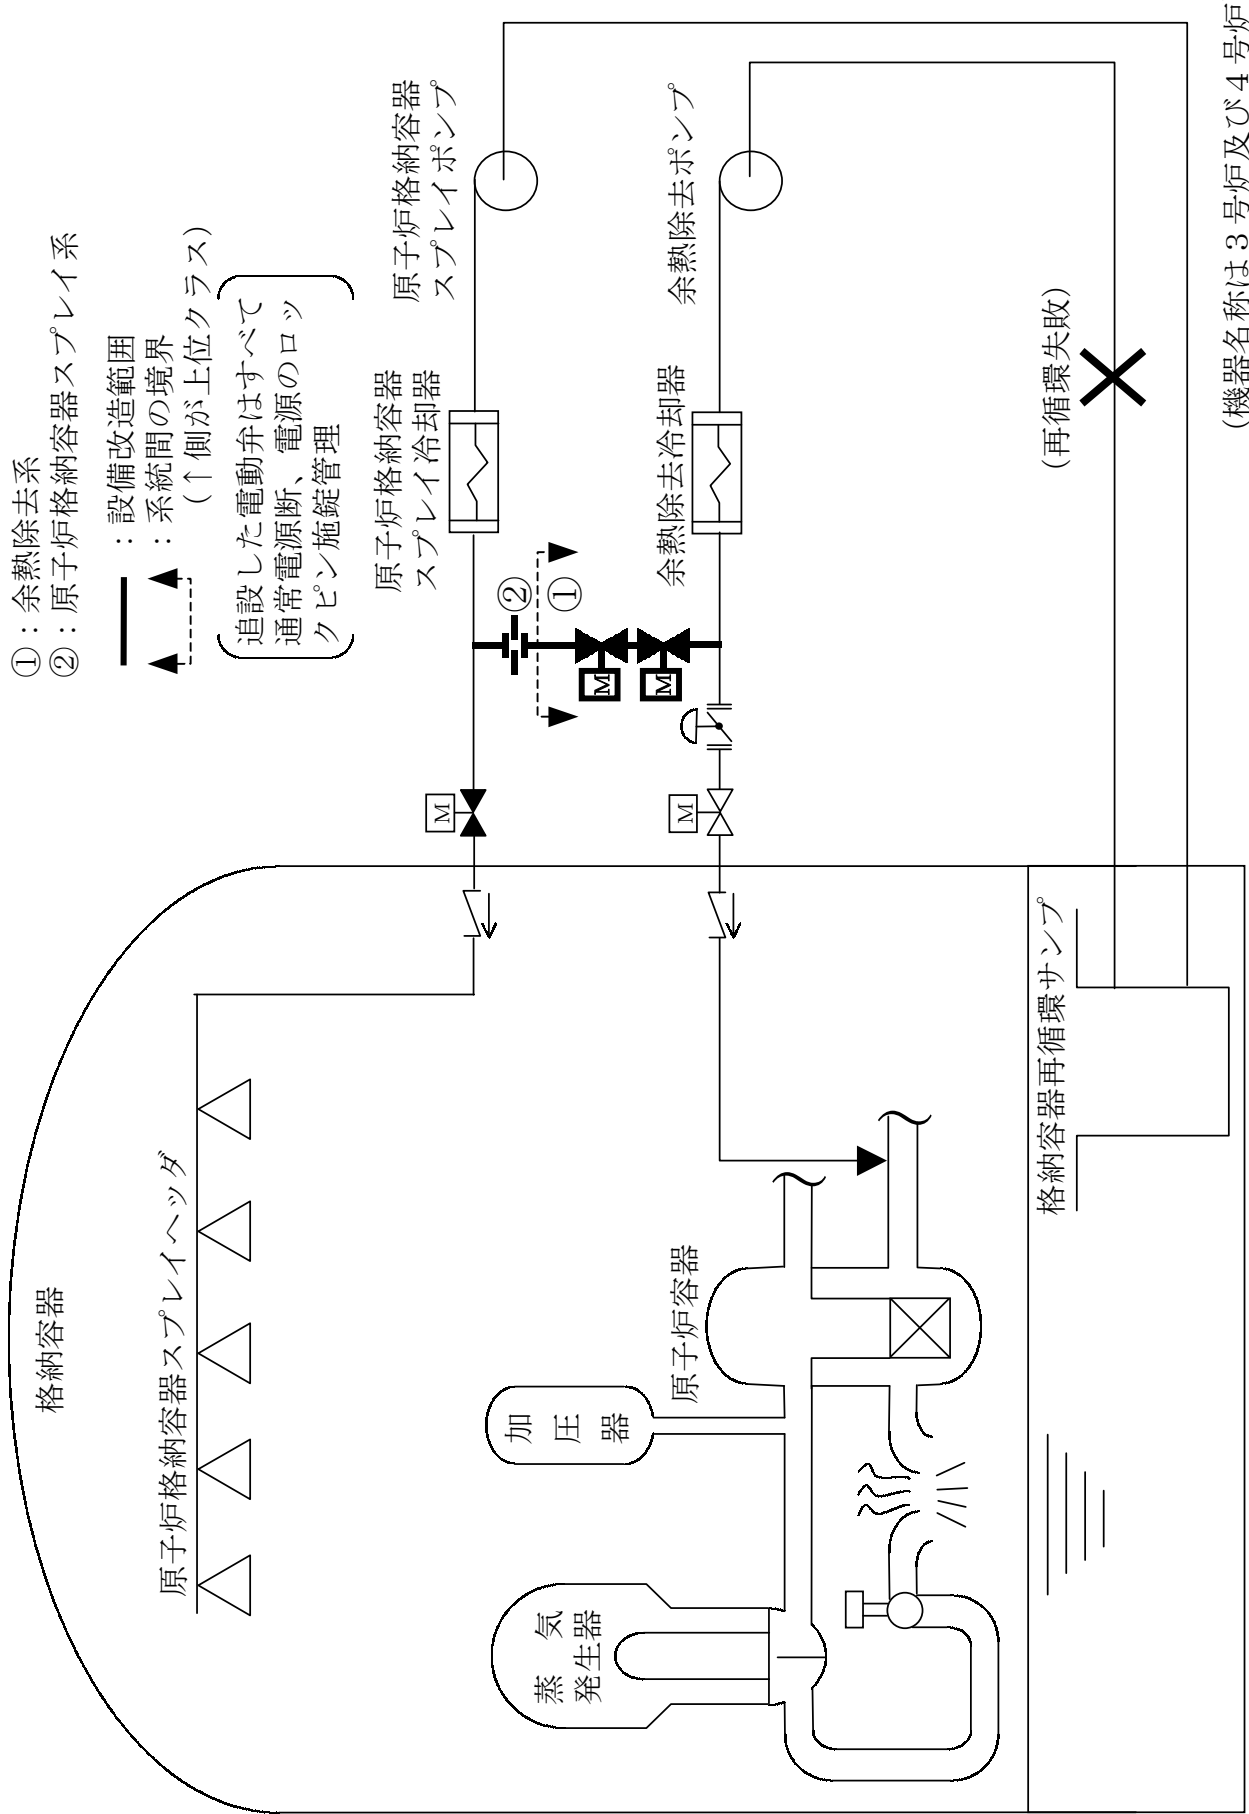 ①：余熱除去系
②：原子炉格納容器スプレイ系
：設備改造範囲
：系統間の境界
（↑側が上位クラス）
追設した電動弁はすべて
通常電源断、電源のロッ
クピン施錠管理
原子炉格納容器
スプレイポンプ
原子炉格納容器
スプレイ冷却器
余熱除去ポンプ
余熱除去冷却器
②
①
M
M
M
M
（再循環失敗）
格納容器
原子炉格納容器スプレイヘッダ
加
圧
器
原子炉容器
蒸気
発生器
格納容器再循環サンプ
（機器名称は３号炉及び４号炉